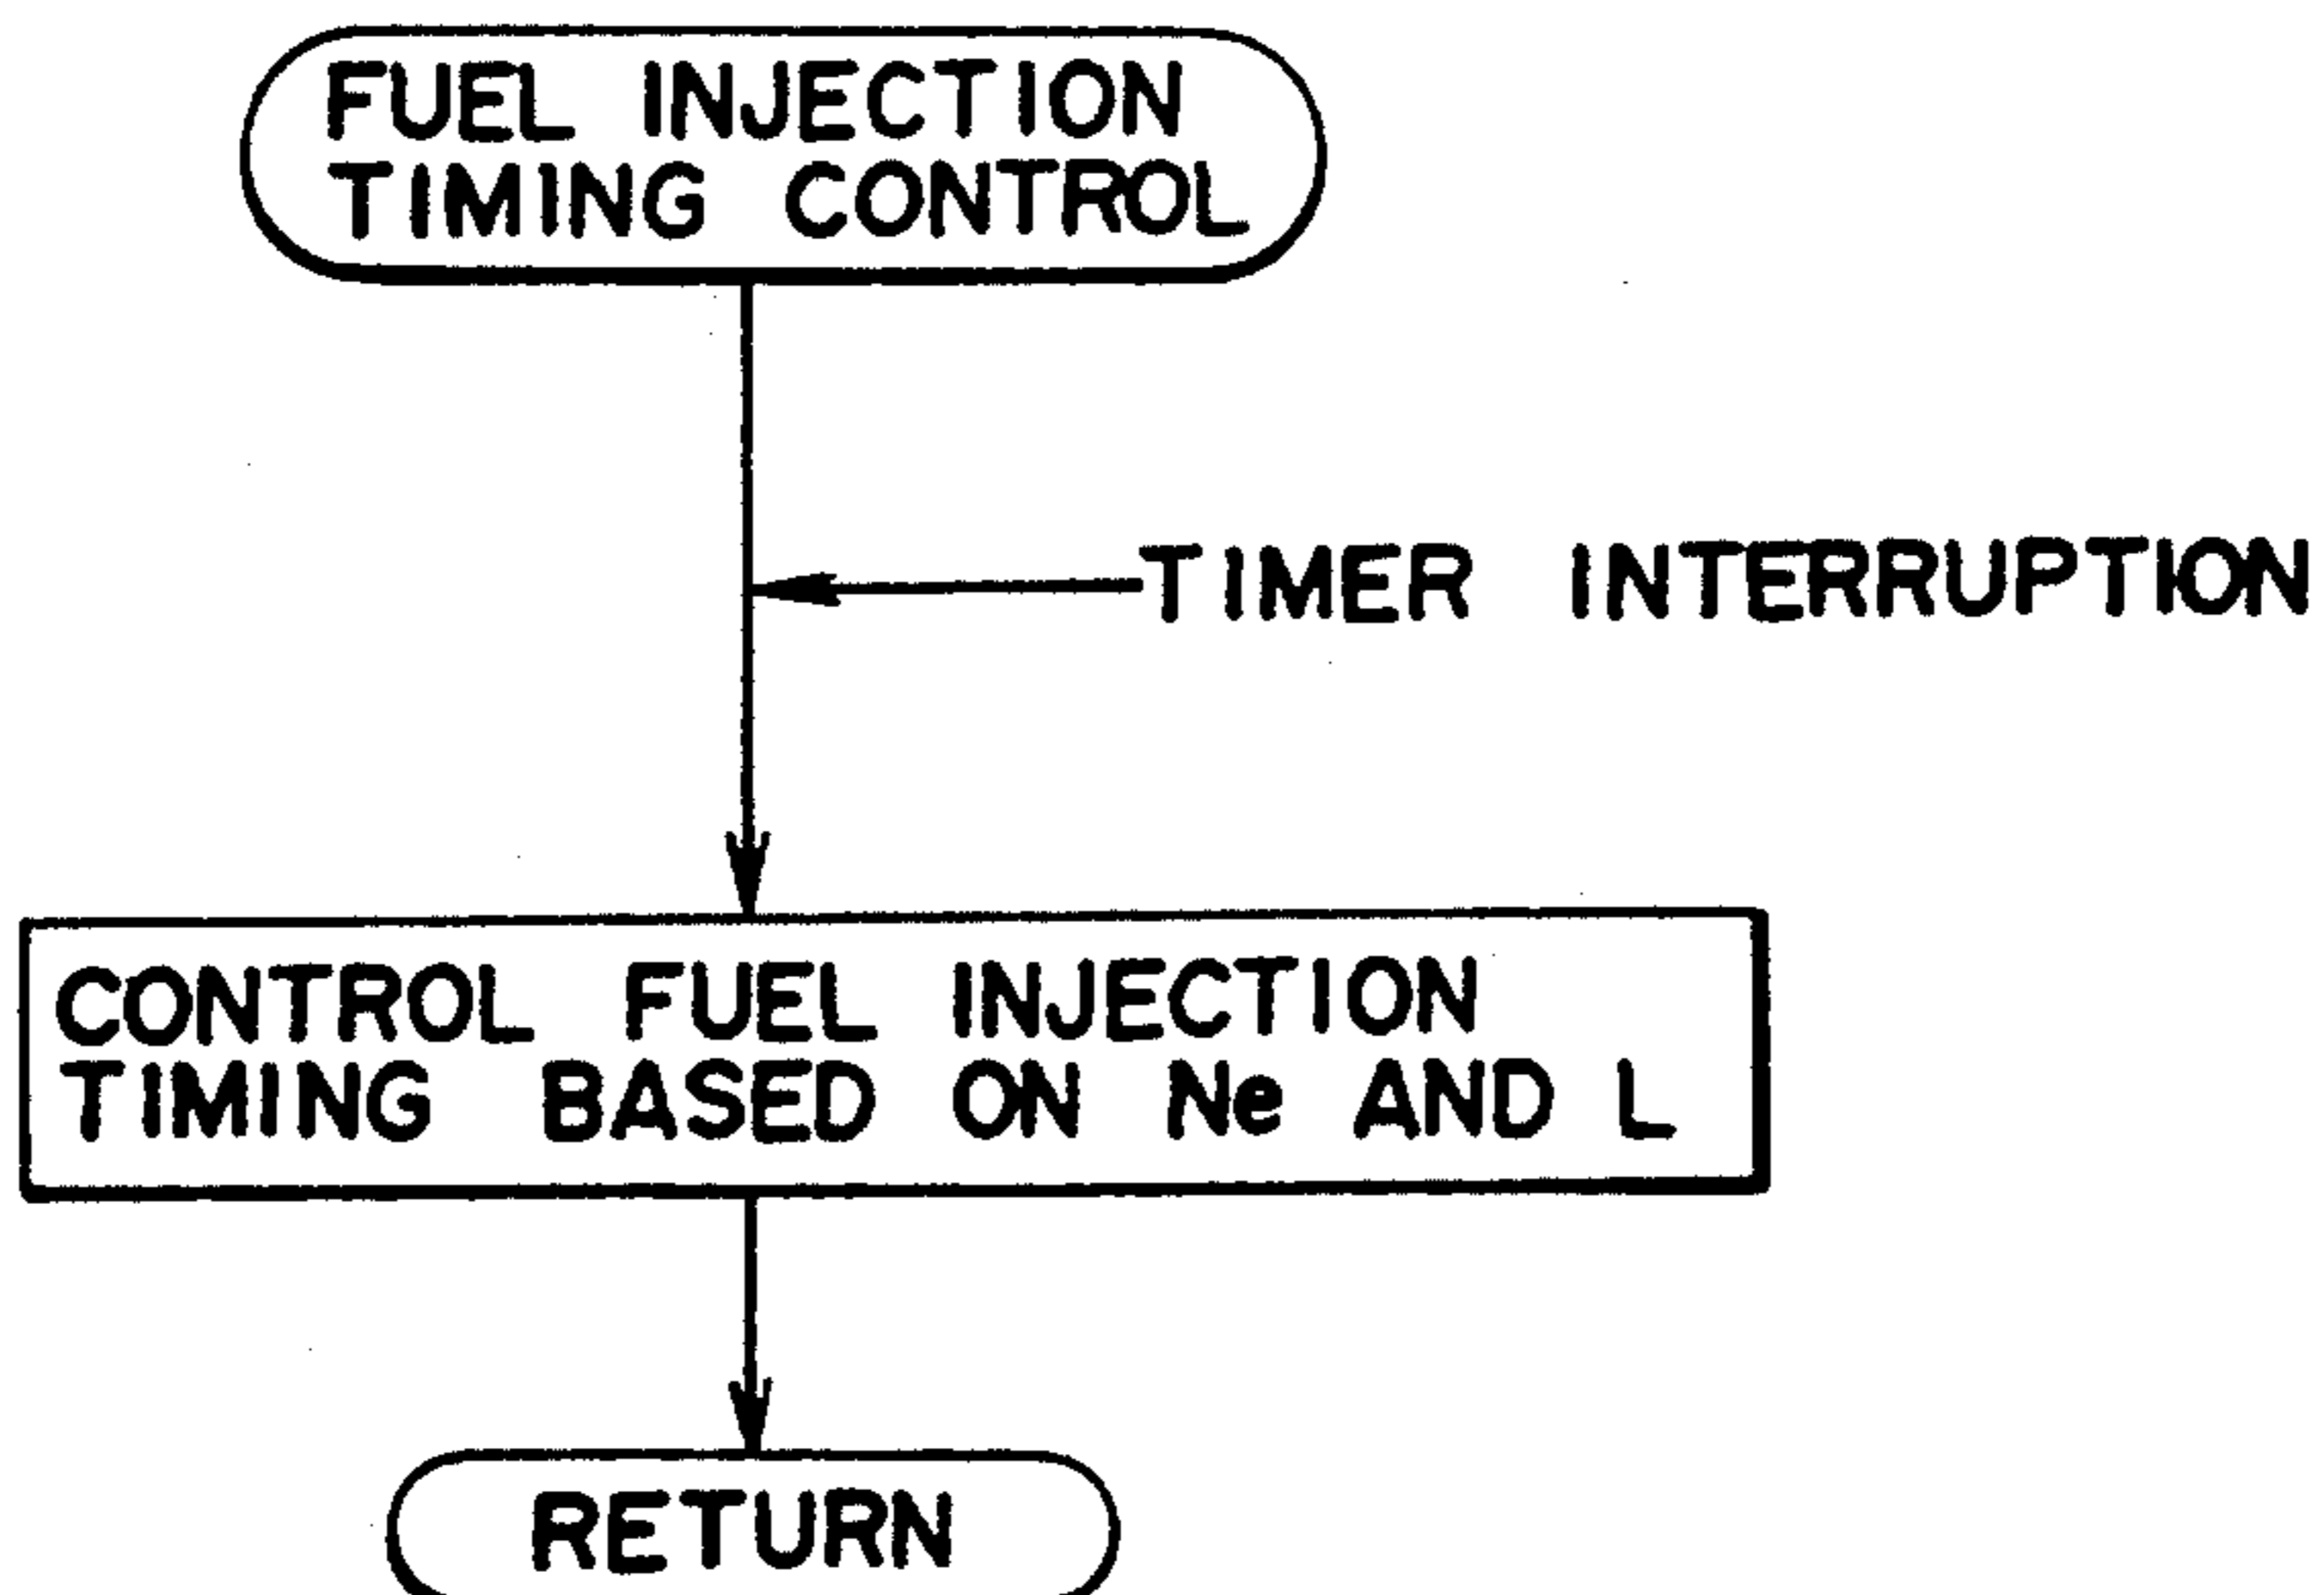 FUEL INJECTION
TIMING CONTROL
TIMER INTERRUPTION
CONTROL FUEL INJECTION
TIMING BASED ON Ne AND L
RETURN